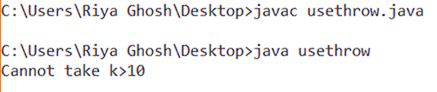 C:\Users\Riya Ghosh\Desktop>javac usethrow.java
C:\Users\Riya Ghosh\Desktop>java usethrow
Cannot take k>10